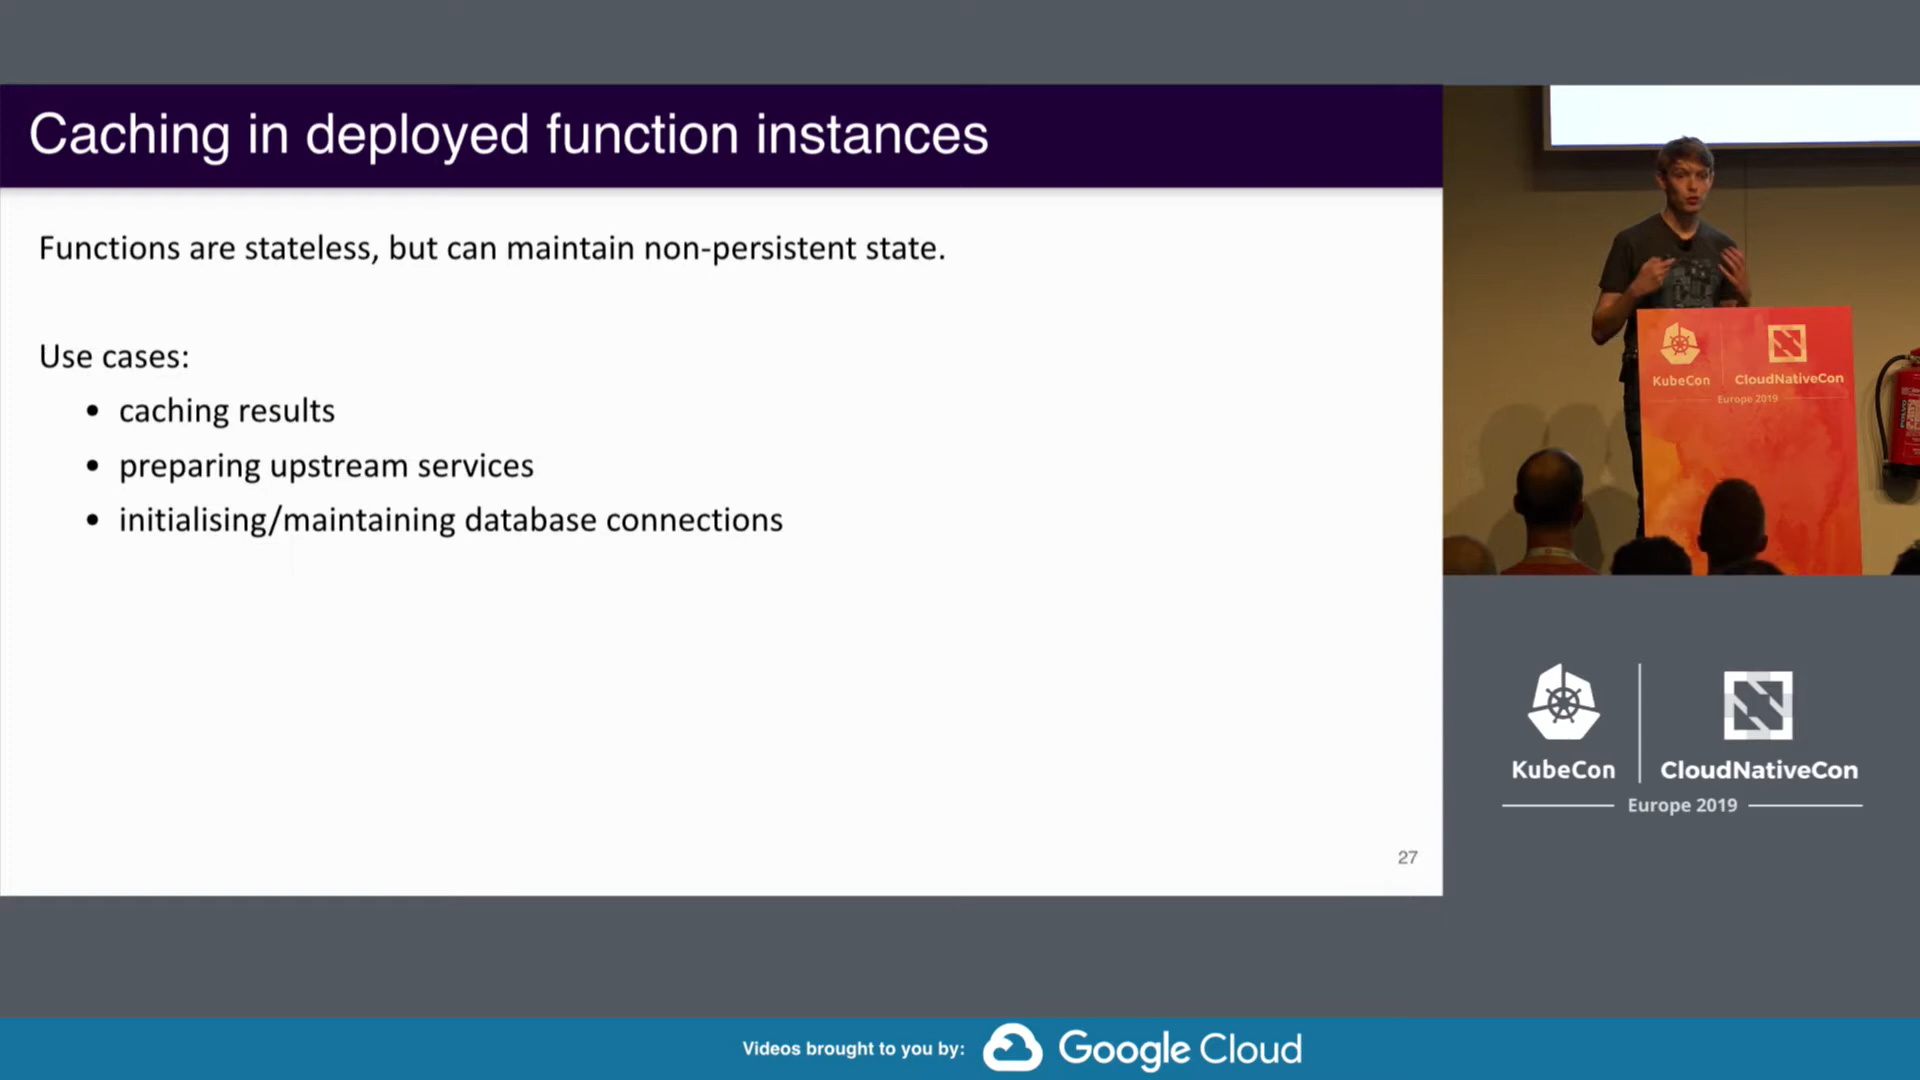 Caching in deployed function instances
Functions are stateless, but can maintain non-persistent state.
Use cases:
• caching results
• preparing upstream services
• initialising/maintaining database connections
27
KubeCon
CloudNativeCon
Europe 2019
KubeCon
CloudNativeCon
Europe 2019
Videos brought to you by:
Google Cloud